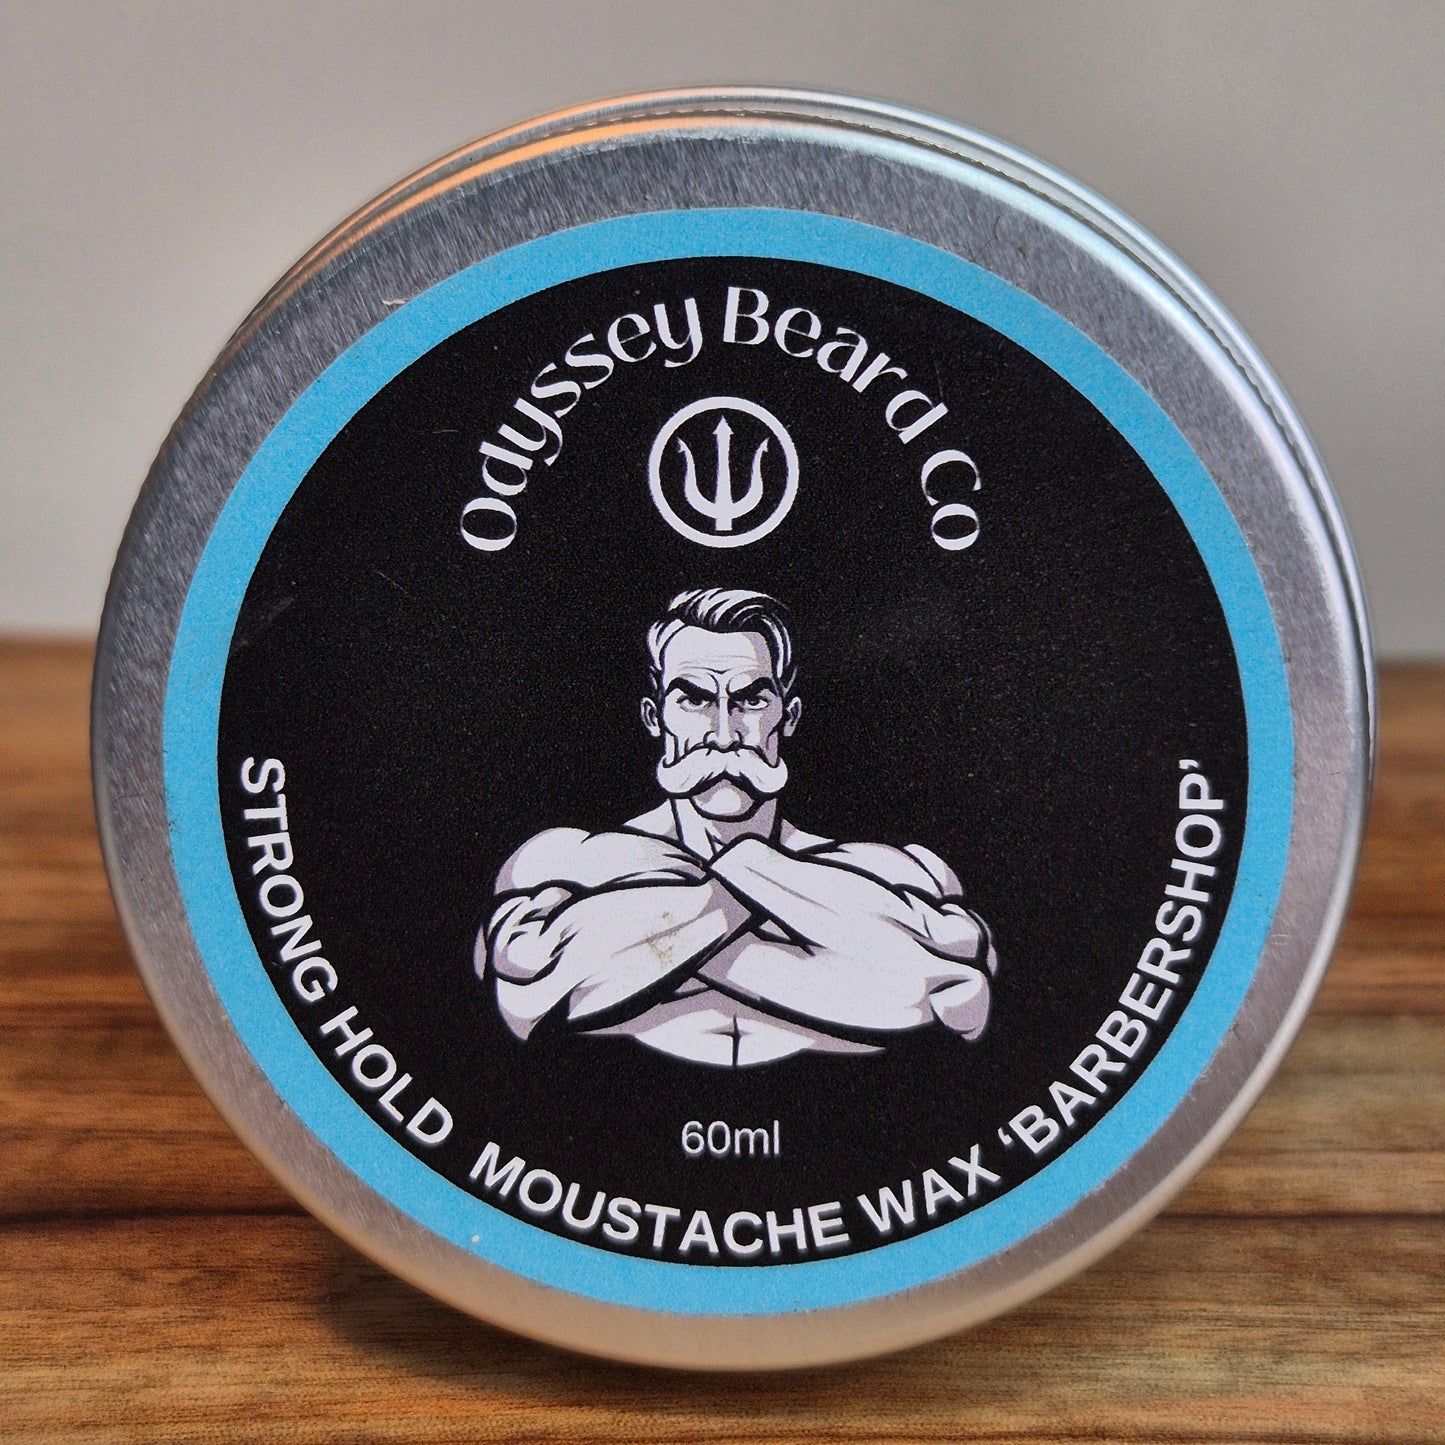 Odyssey Beard Co
60ml
STRONG HOLD MOUSTACHE WAX ‘BARBERSHOP’